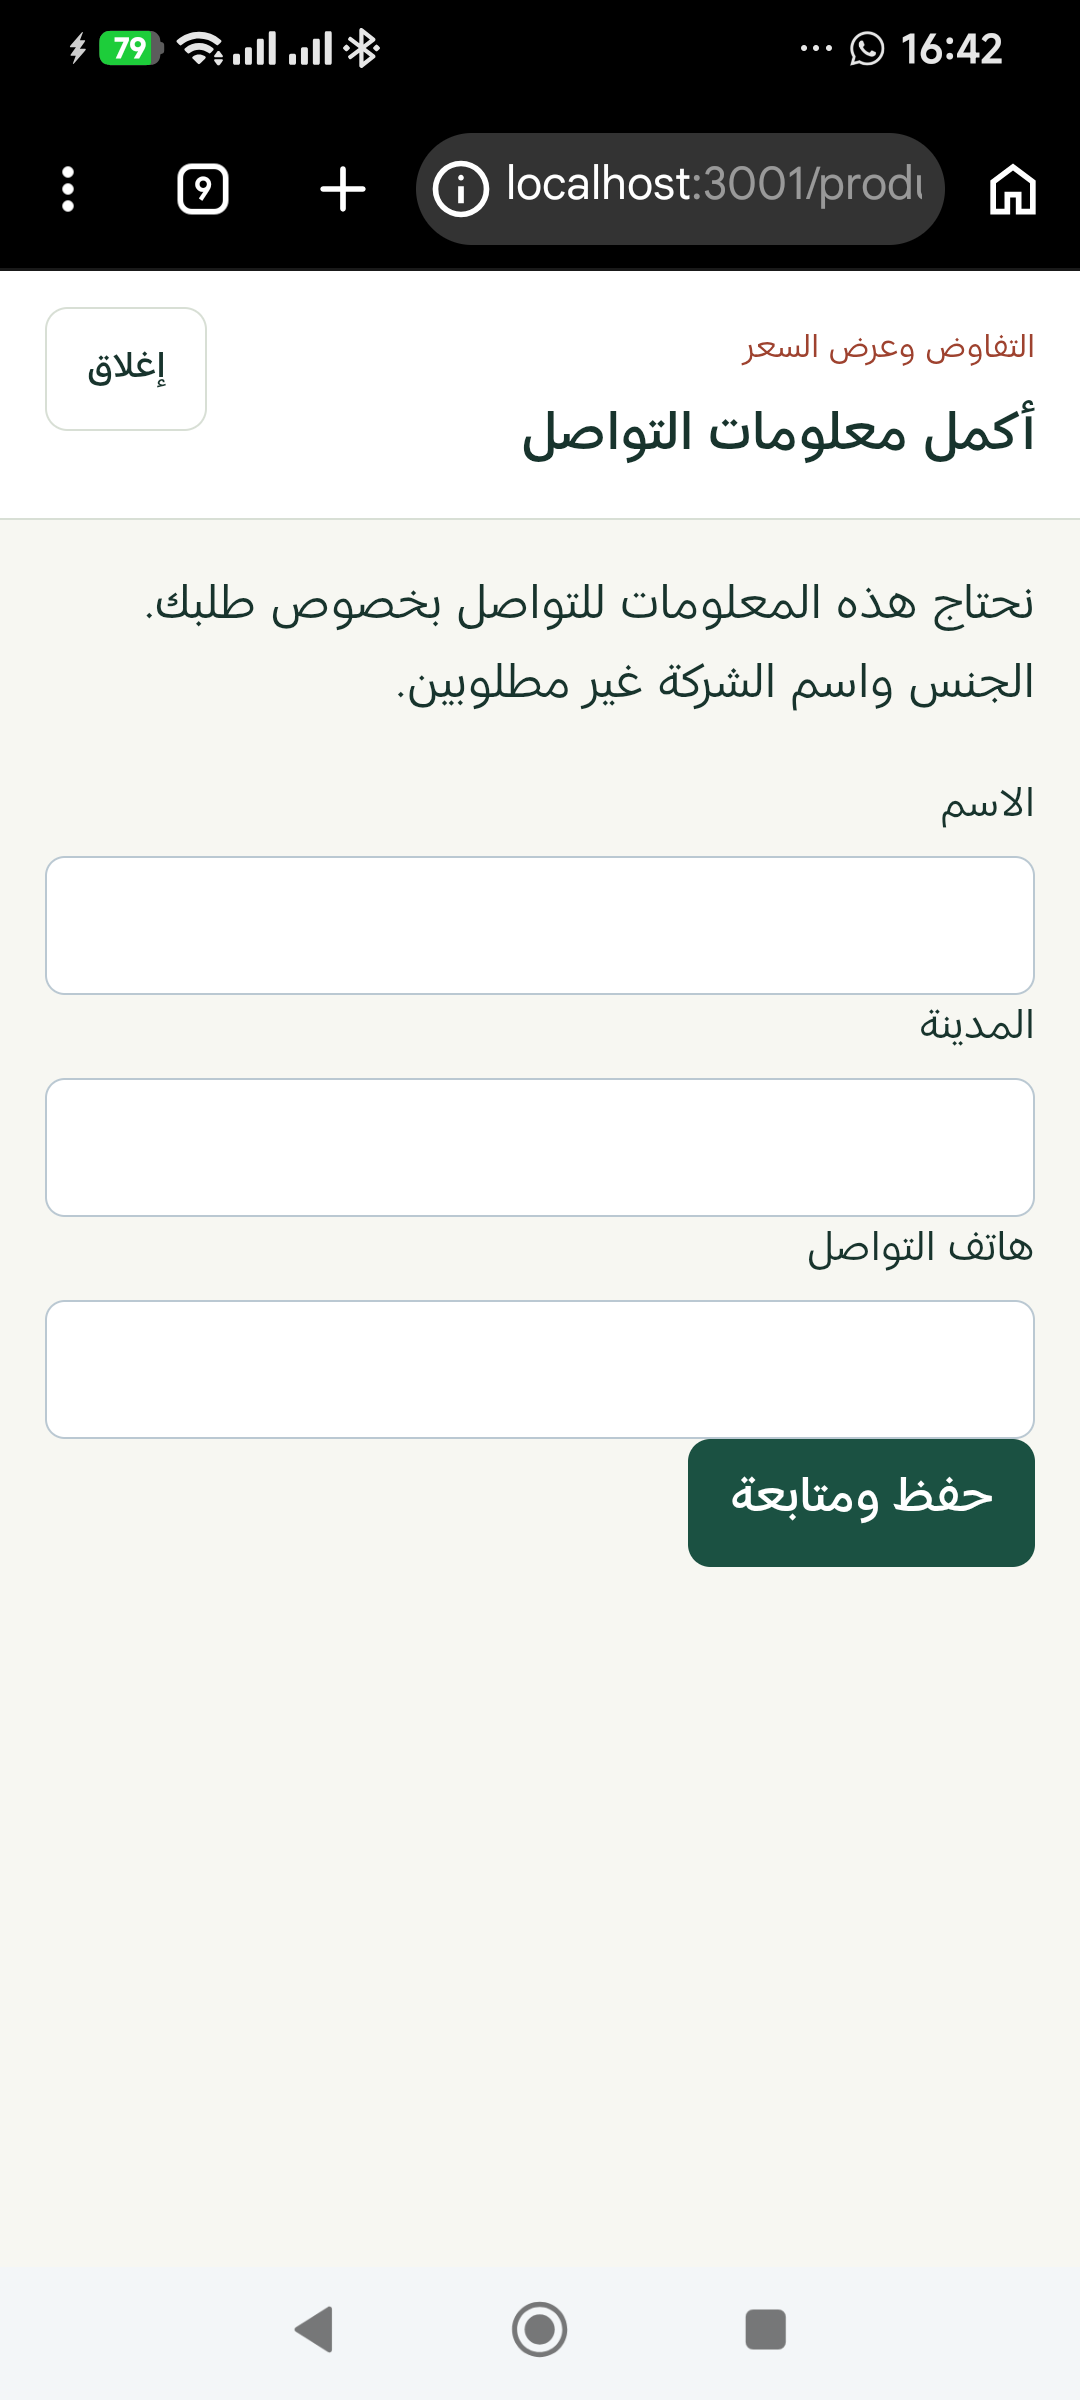 79
16:42
9
localhost:3001/produ
إغلاق
التفاوض وعرض السعر
أكمل معلومات التواصل
نحتاج هذه المعلومات للتواصل بخصوص طلبك.
الجنس واسم الشركة غير مطلوبين.
الاسم
المدينة
هاتف التواصل
حفظ ومتابعة